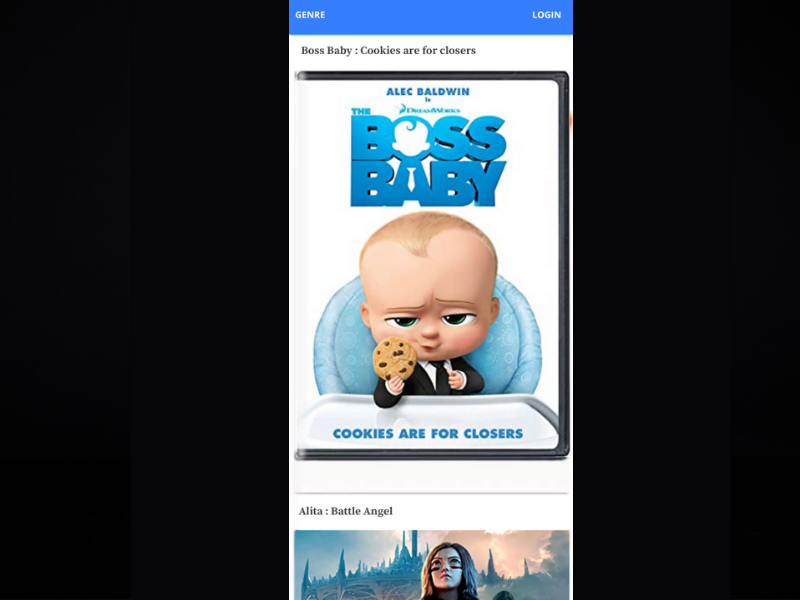 GENRE
LOGIN
Boss Baby : Cookies are for closers
ALEC BALDWIN
is
DREAMWORKS
THE
BOSS
BABY
COOKIES ARE FOR CLOSERS
Alita : Battle Angel